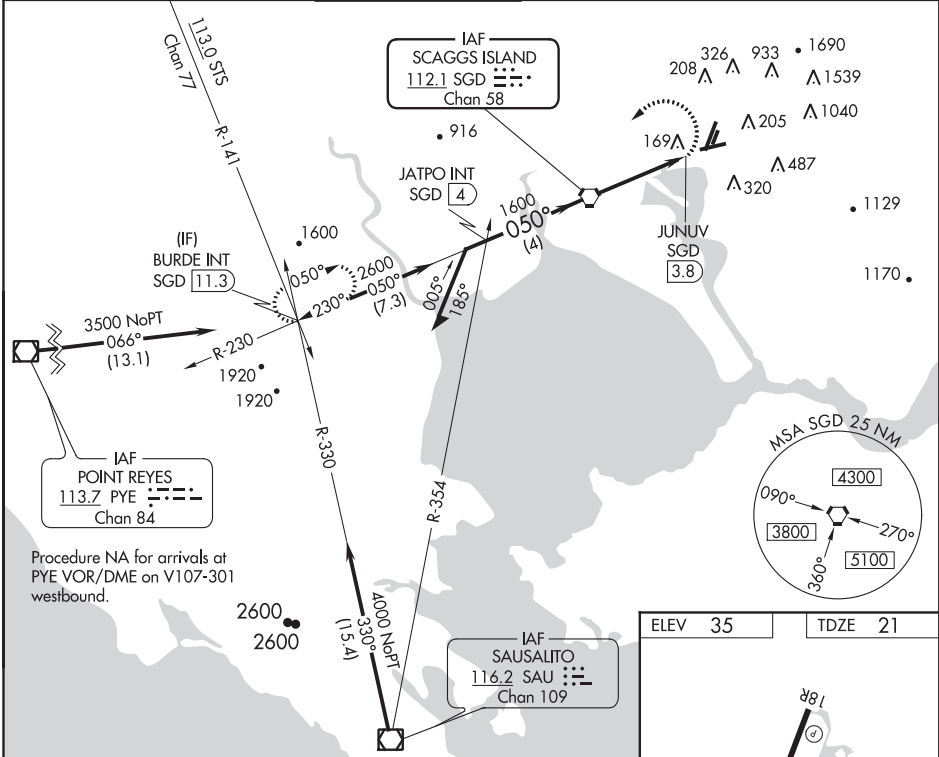 113.0 STS
Chan 77
R-141
IAF
SCAGGS ISLAND
112.1 SGD
Chan 58
326
933
1690
208
1539
1040
205
169
487
320
916
JATPO INT
SGD 4
1600
050°
(4)
JUNUV
SGD
3.8
1129
1170
(IF)
BURDE INT
SGD 11.3
1600
050°
2600
230°
050°
(7.3)
005°
185°
3500 NoPT
066°
(13.1)
R-230
1920
1920
IAF
POINT REYES
113.7 PYE
Chan 84
R-330
R-354
MSA SGD 25 NM
4300
090°
3800
270°
5100
360°
Procedure NA for arrivals at
PYE VOR/DME on V107-301
westbound.
2600
2600
4000 NoPT
330°
(15.4)
IAF
SAUSALITO
116.2 SAU
Chan 109
ELEV 35
TDZE 21
18R
P